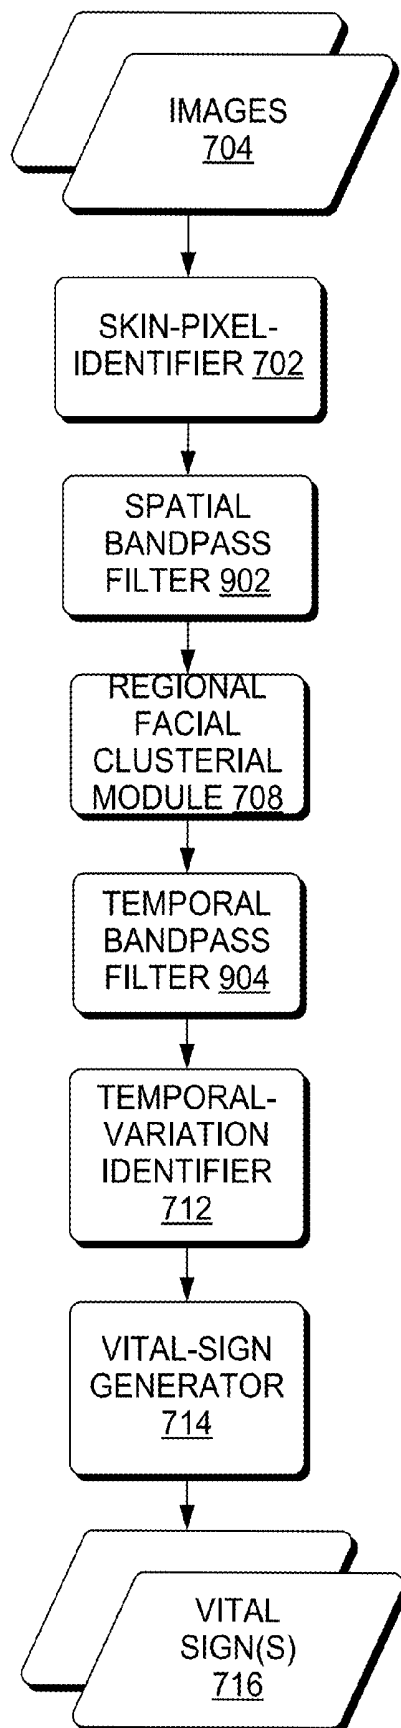 IMAGES
704
SKIN-PIXEL-
IDENTIFIER 702
SPATIAL
BANDPASS
FILTER 902
REGIONAL
FACIAL
CLUSTERIAL
MODULE 708
TEMPORAL
BANDPASS
FILTER 904
TEMPORAL-
VARIATION
IDENTIFIER
712
VITAL-SIGN
GENERATOR
714
VITAL
SIGN(S)
716